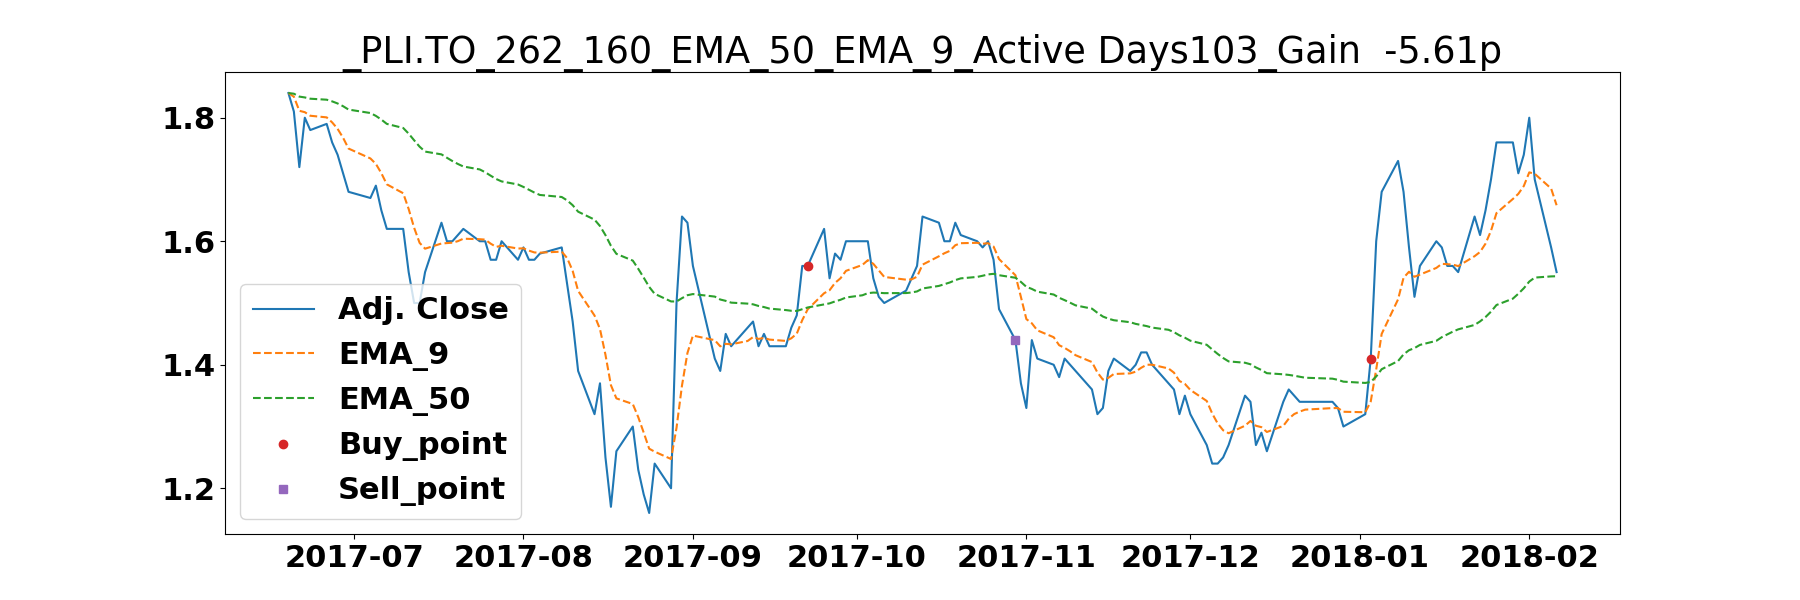 _PLI.TO_262_160_EMA_50_EMA_9_Active Days103_Gain  -5.61p
1.8
1.6
1.4
1.2
Adj. Close
EMA_9
EMA_50
Buy_point
Sell_point
2017-07 2017-08 2017-09 2017-10 2017-11 2017-12 2018-01 2018-02